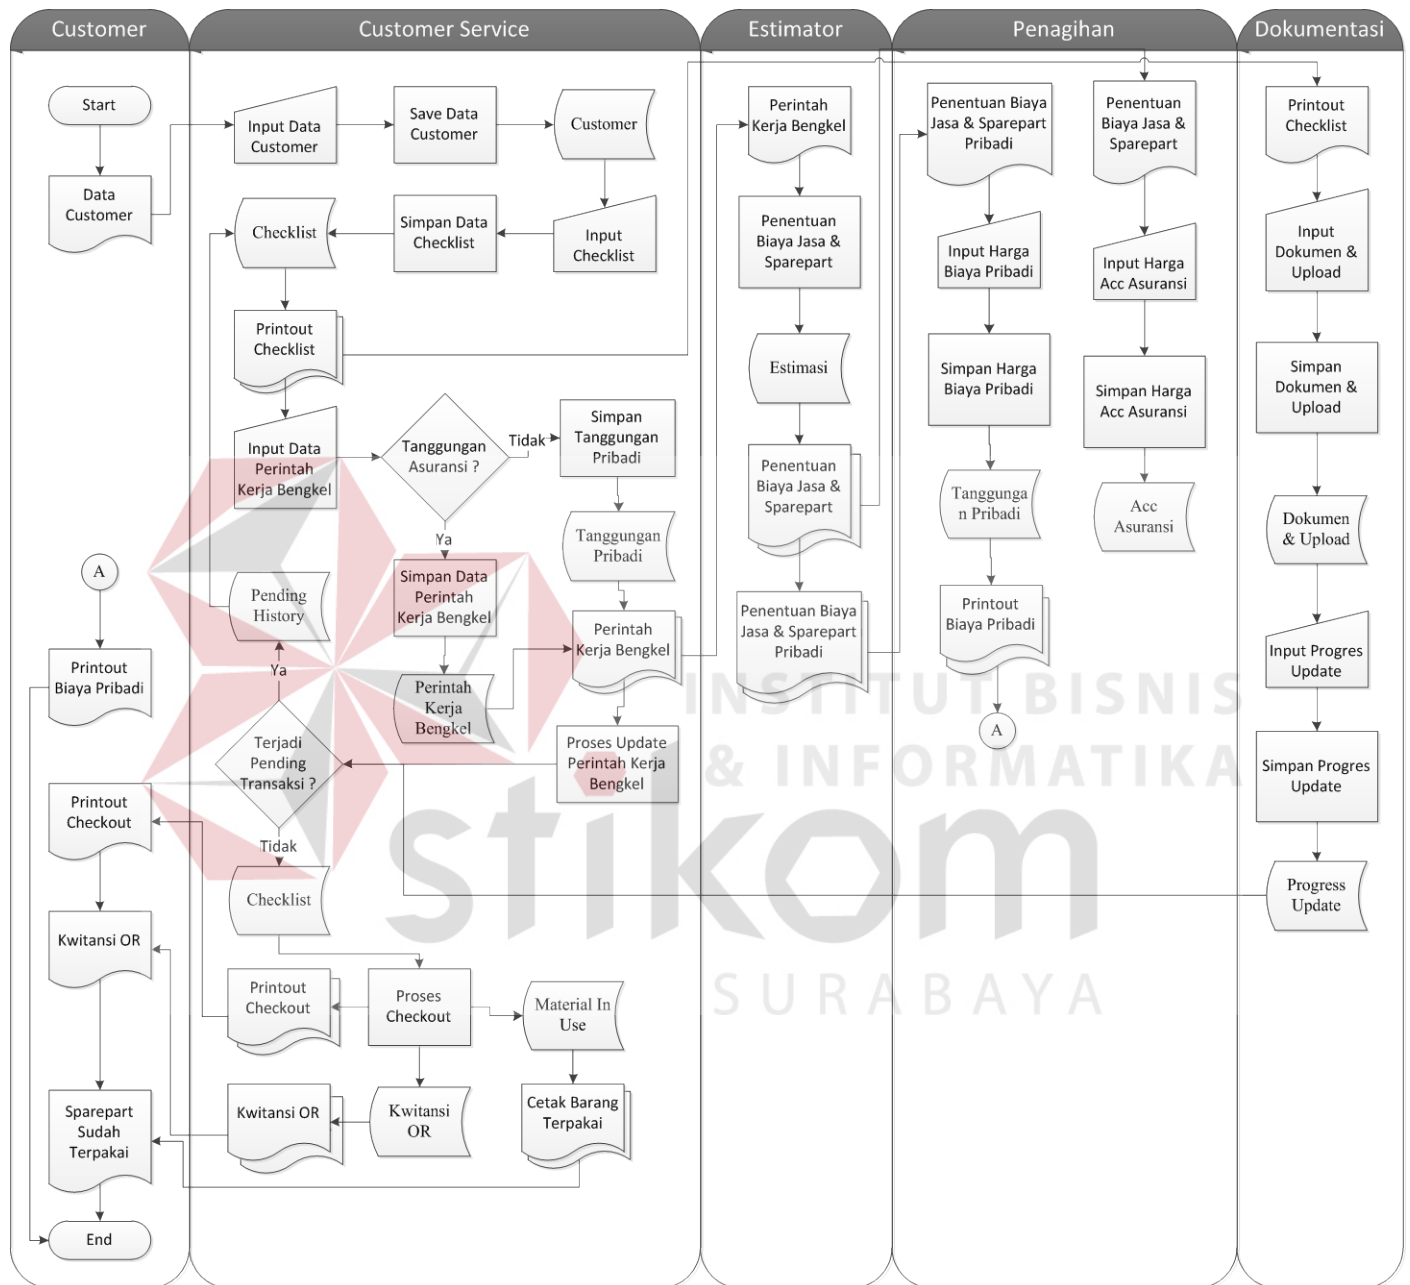 Customer
Customer Service
Estimator
Penagihan
Dokumentasi
Start
Data
Customer
A
Printout
Biaya Pribadi
Printout
Checkout
Kwitansi OR
Sparepart
Sudah
Terpakai
End
Input Data
Customer
Save Data
Customer
Customer
Checklist
Simpan Data
Checklist
Input
Checklist
Printout
Checklist
Input Data
Perintah
Kerja Bengkel
Tanggungan
Asuransi ?
Tidak
Simpan
Tanggungan
Pribadi
Ya
Tanggungan
Pribadi
Pending
History
Simpan Data
Perintah
Kerja Bengkel
Perintah
Kerja Bengkel
Ya
Perintah
Kerja
Bengkel
Terjadi
Pending
Transaksi ?
Proses Update
Perintah Kerja
Bengkel
Tidak
Checklist
Printout
Checkout
Proses
Checkout
Material In
Use
Kwitansi OR
Kwitansi
OR
Cetak Barang
Terpakai
Perintah
Kerja Bengkel
Penentuan
Biaya Jasa &
Sparepart
Estimasi
Penentuan
Biaya Jasa &
Sparepart
Penentuan Biaya
Jasa & Sparepart
Pribadi
Penentuan Biaya
Jasa & Sparepart
Pribadi
Input Harga
Biaya Pribadi
Simpan Harga
Biaya Pribadi
Tanggunga
n Pribadi
Printout
Biaya Pribadi
A
Penentuan
Biaya Jasa &
Sparepart
Input Harga
Acc Asuransi
Simpan Harga
Acc Asuransi
Acc
Asuransi
Printout
Checklist
Input
Dokumen &
Upload
Simpan
Dokumen &
Upload
Dokumen
& Upload
Input Progres
Update
Simpan Progres
Update
Progress
Update
INSTITUT BISNIS
& INFORMATIKA
stikom
SURABAYA